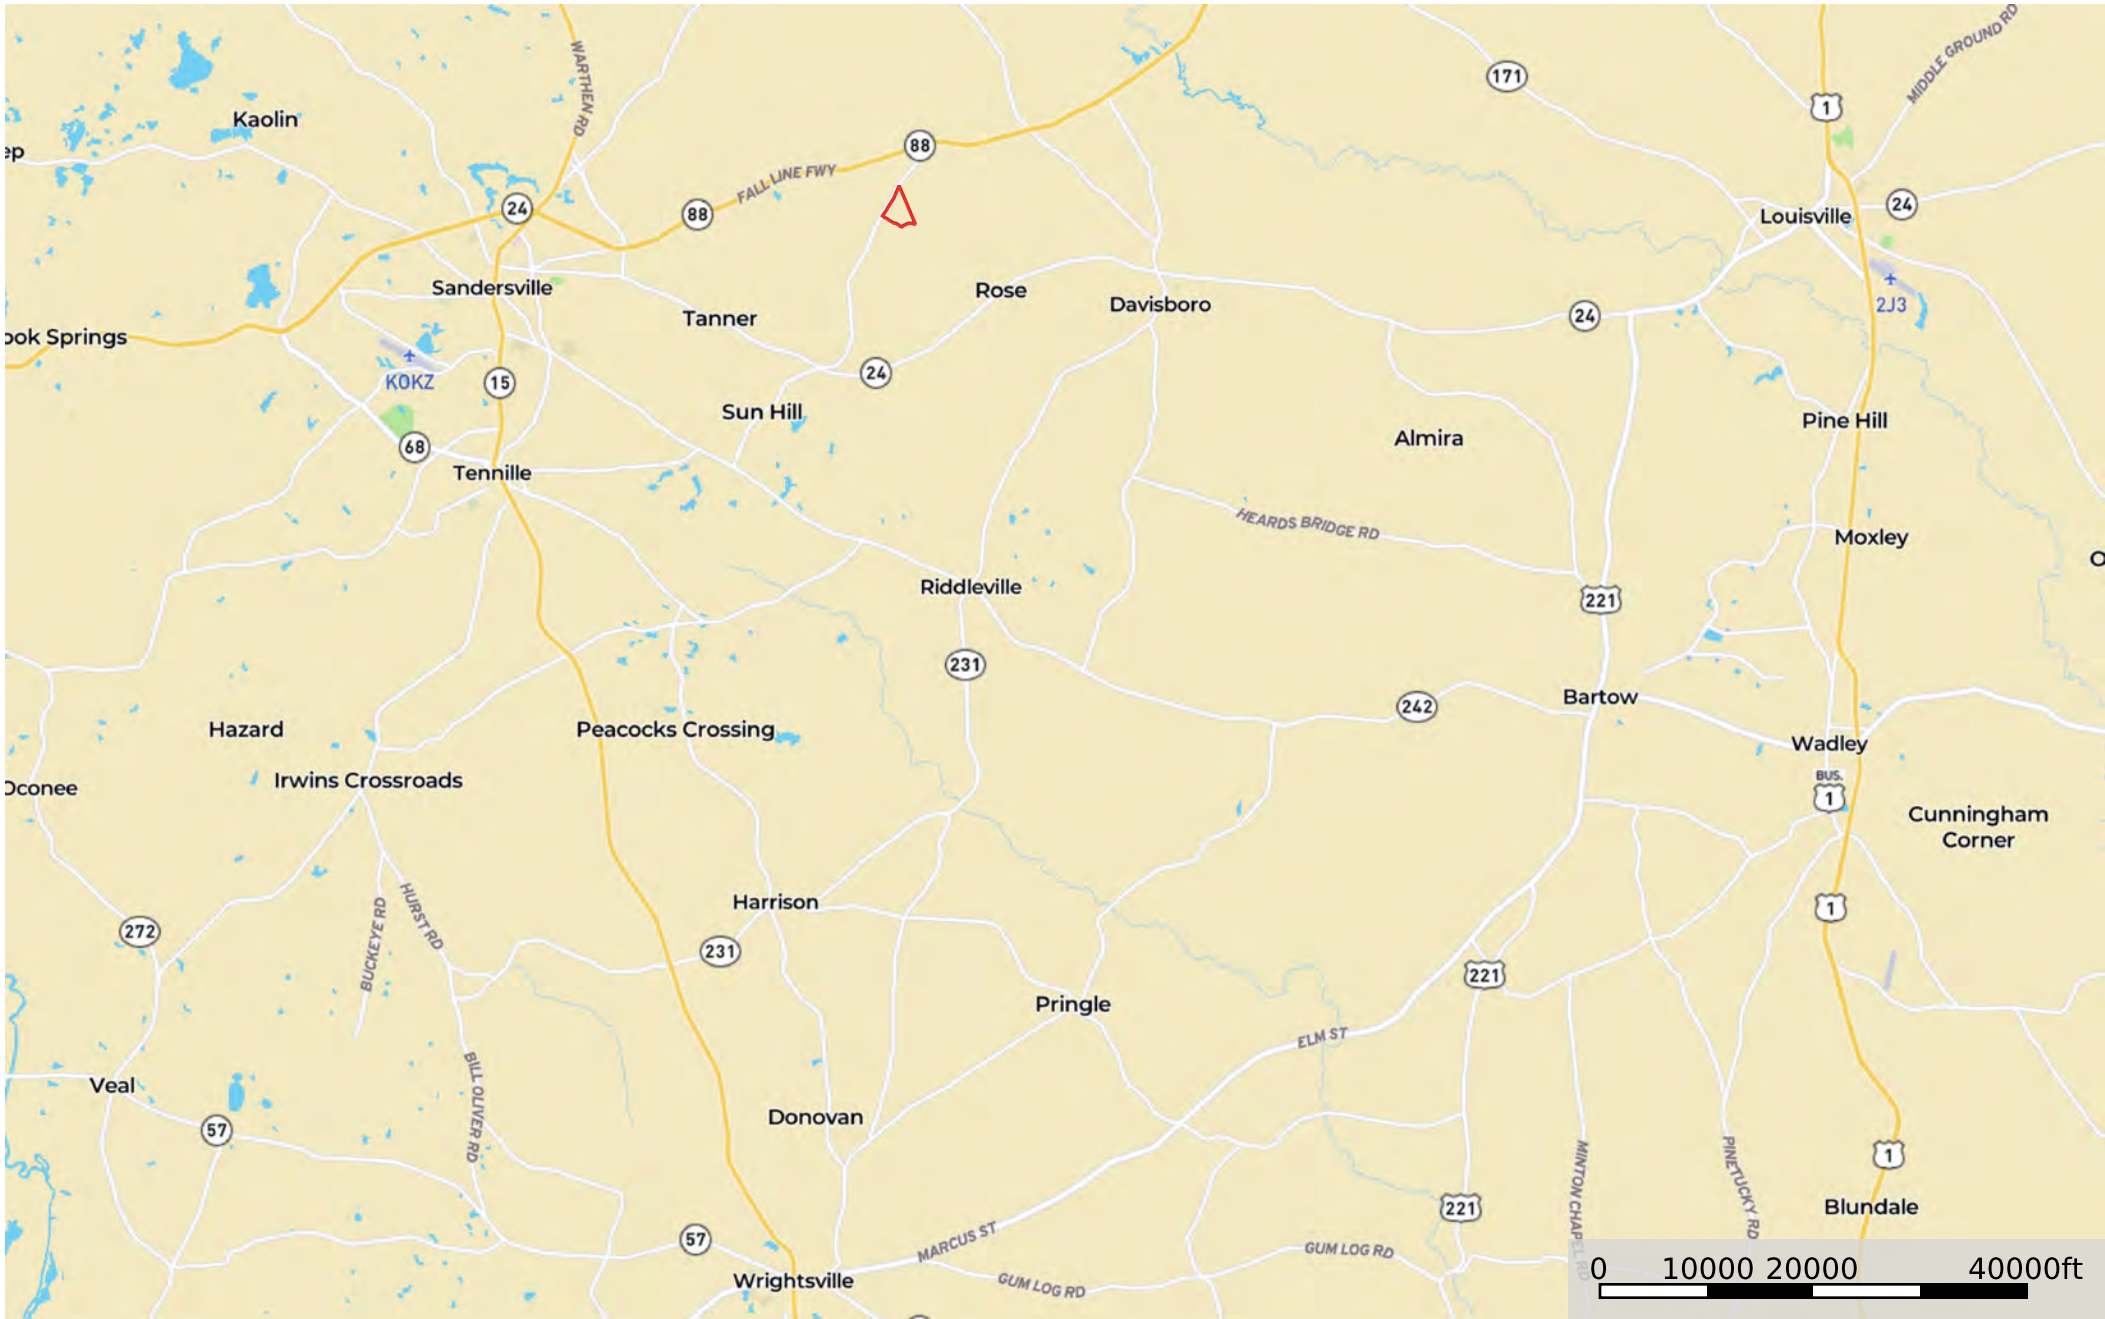 WARTHEN RD
171
MIDDLE GROUND RD
1
Kaolin
ep
88
FALL LINE FWY
24
88
24
Louisville
Sandersville
Rose
Davisboro
2J3
Tanner
24
ook Springs
KOKZ
15
24
Sun Hill
Pine Hill
Almira
68
Tennille
HEARDS BRIDGE RD
Moxley
O
Riddleville
221
231
Bartow
242
Hazard
Peacocks Crossing
Wadley
Irwins Crossroads
BUS.
1
Oconee
Cunningham
Corner
Harrison
1
HURST RD
BUCKEYE RD
272
231
221
Pringle
ELM ST
Veal
BILL OLIVER RD
Donovan
57
1
MINTON CHAPEL RD
PINETUCKY RD
221
Blundale
57
MARCUS ST
GUM LOG RD
Wrightsville
GUM LOG RD
0 10000 20000 40000ft